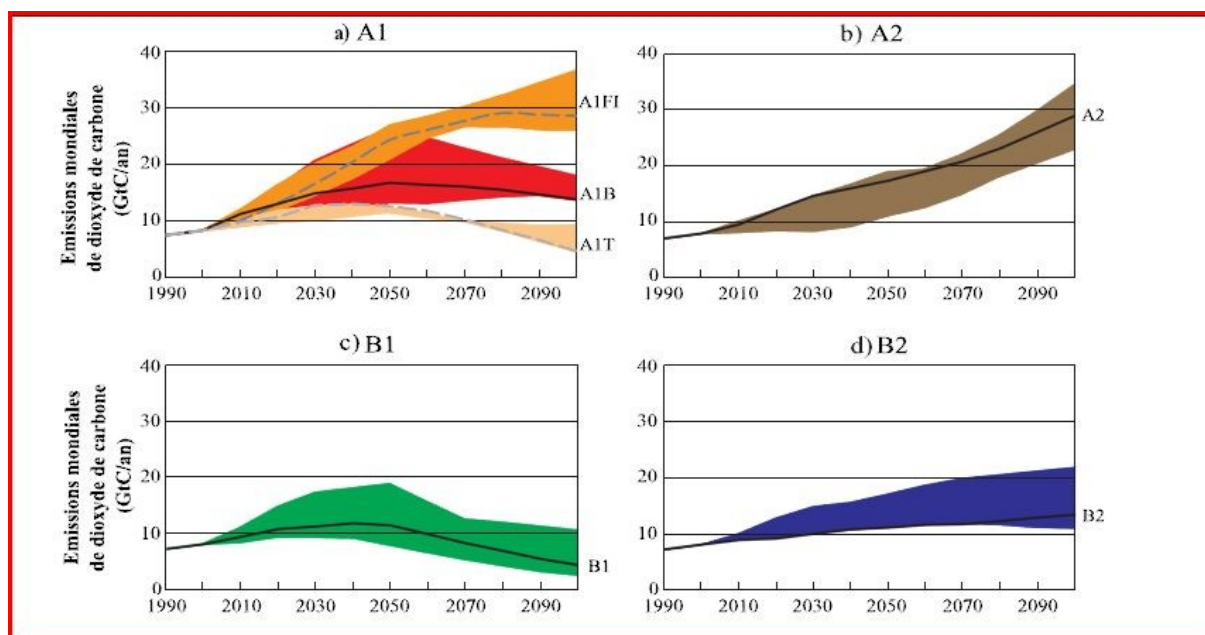 a) A1
Emissions mondiales
de dioxyde de carbone
(GtC/an)
40
30
20
10
0
1990 2010 2030 2050 2070 2090
A1FI
A1B
A1T
b) A2
40
30
20
10
0
1990 2010 2030 2050 2070 2090
A2
c) B1
Emissions mondiales
de dioxyde de carbone
(GtC/an)
40
30
20
10
0
1990 2010 2030 2050 2070 2090
B1
d) B2
40
30
20
10
0
1990 2010 2030 2050 2070 2090
B2